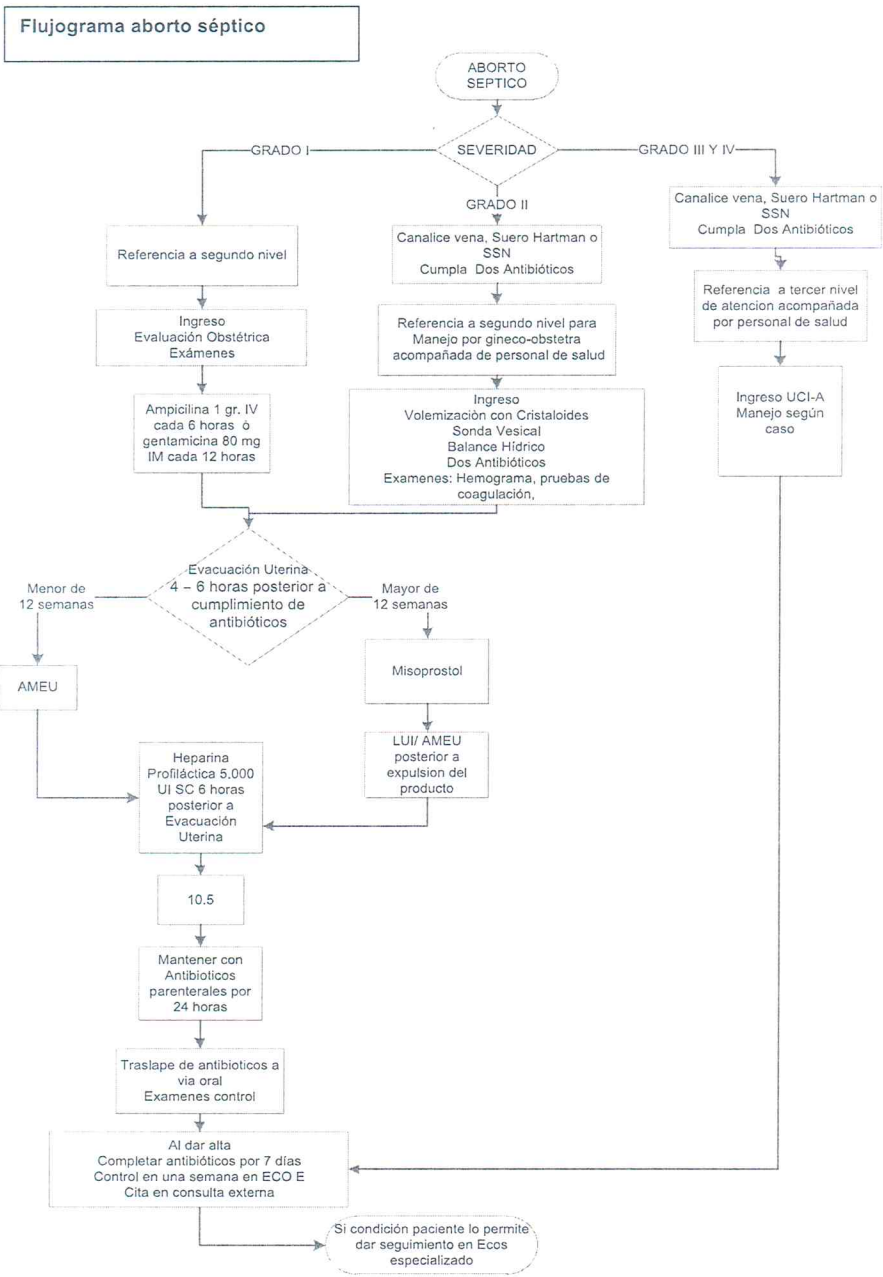 Flujograma aborto séptico
ABORTO
SEPTICO
SEVERIDAD
GRADO I
GRADO II
GRADO III Y IV
Referencia a segundo nivel
Ingreso
Evaluación Obstétrica
Exámenes
Ampicilina 1 gr. IV
cada 6 horas ó
gentamicina 80 mg
IM cada 12 horas
Canalice vena, Suero Hartman o
SSN
Cumpla Dos Antibióticos
Referencia a segundo nivel para
Manejo por gineco-obstetra
acompañada de personal de salud
Ingreso
Volemizaciòn con Cristaloides
Sonda Vesical
Balance Hídrico
Dos Antibióticos
Examenes: Hemograma, pruebas de
coagulación,
Canalice vena, Suero Hartman o
SSN
Cumpla Dos Antibióticos
Referencia a tercer nivel
de atencion acompañada
por personal de salud
Ingreso UCI-A
Manejo según
caso
Evacuación Uterina
4 – 6 horas posterior a
cumplimiento de
antibióticos
Menor de
12 semanas
Mayor de
12 semanas
AMEU
Misoprostol
LUI/ AMEU
posterior a
expulsion del
producto
Heparina
Profiláctica 5.000
UI SC 6 horas
posterior a
Evacuación
Uterina
10.5
Mantener con
Antibioticos
parenterales por
24 horas
Traslape de antibioticos a
via oral
Examenes control
Al dar alta
Completar antibióticos por 7 días
Control en una semana en ECO E
Cita en consulta externa
Si condición paciente lo permite
dar seguimiento en Ecos
especializado